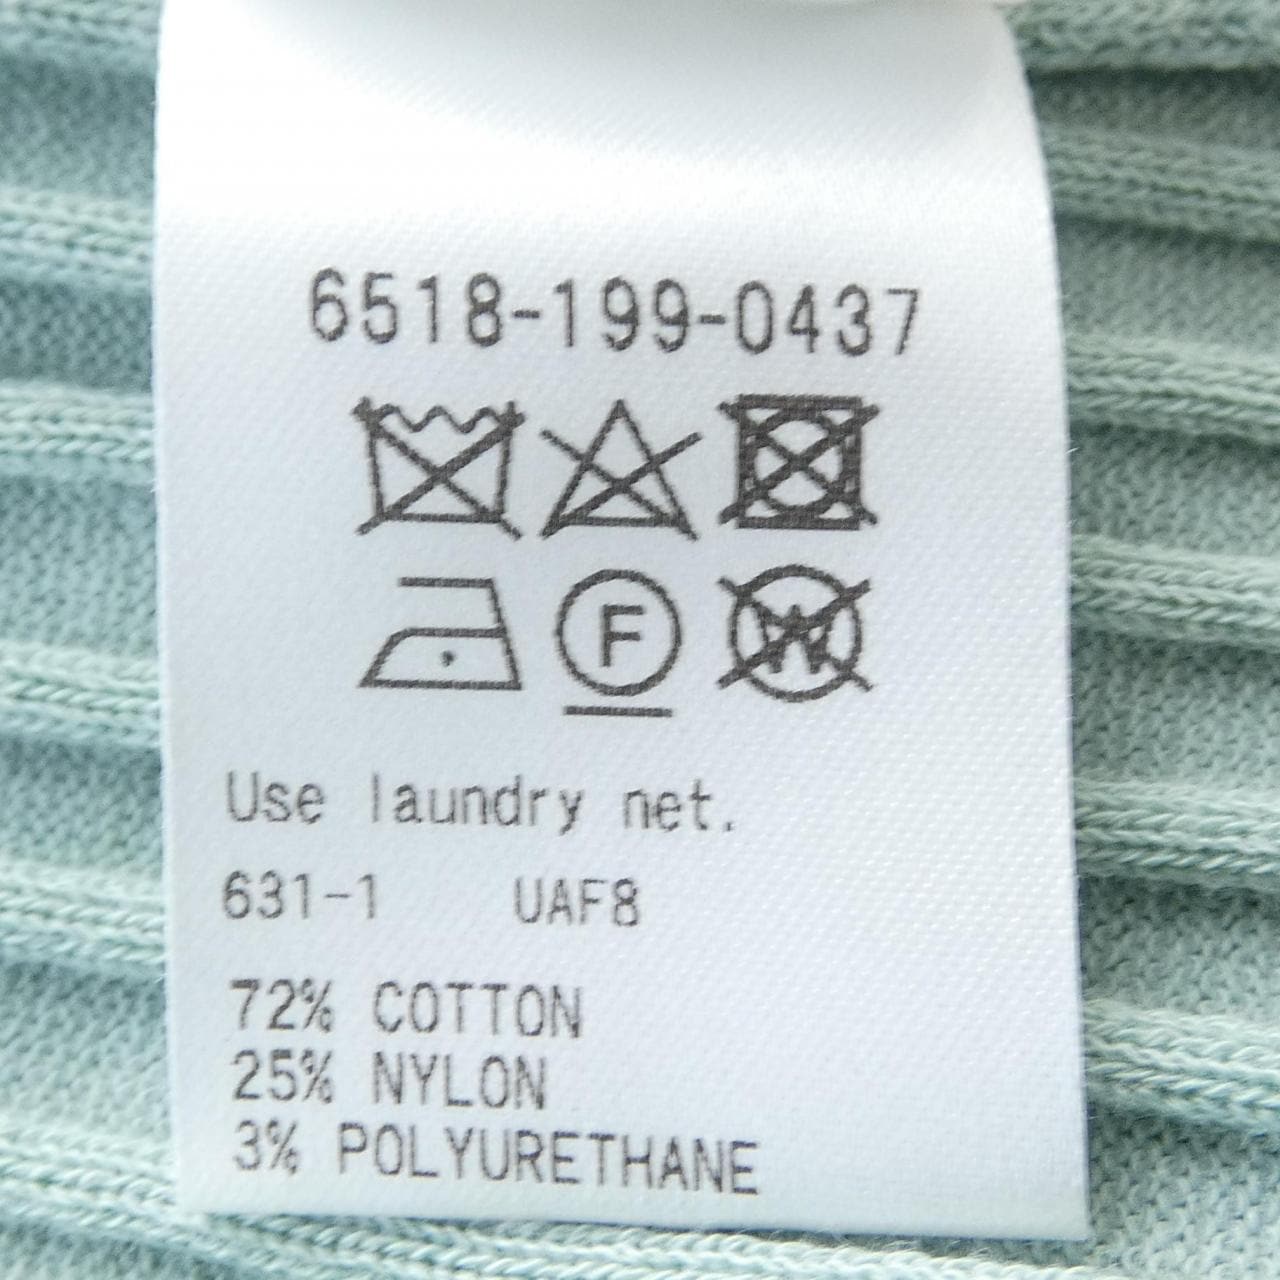 6518-199-0437
F
W
Use laundry net.
631-1 UAF8
72% COTTON
25% NYLON
3% POLYURETHANE